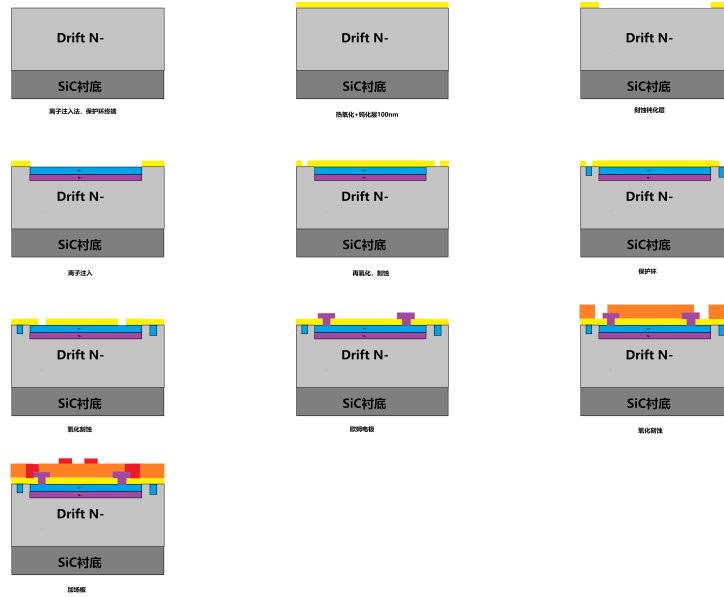 Drift N-
SiC衬底
离子注入法、保护环终端
Drift N-
SiC衬底
热氧化+钝化层100nm
Drift N-
SiC衬底
刻蚀钝化层
Drift N-
SiC衬底
离子注入
Drift N-
SiC衬底
再氧化、刻蚀
Drift N-
SiC衬底
保护环
Drift N-
SiC衬底
氧化刻蚀
Drift N-
SiC衬底
欧姆电极
Drift N-
SiC衬底
氧化刻蚀
Drift N-
SiC衬底
加场板